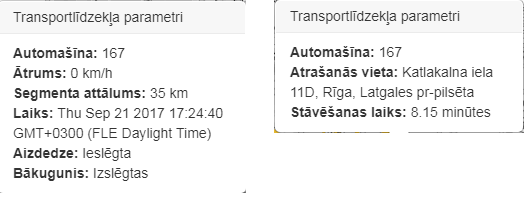 Transportlīdzekļa parametri
Automašīna: 167
Ātrums: 0 km/h
Segmenta attālums: 35 km
Laiks: Thu Sep 21 2017 17:24:40
GMT+0300 (FLE Daylight Time)
Aizdedze: Ieslēgta
Bākugunis: Izslēgtas
Transportlīdzekļa parametri
Automašīna: 167
Atrašanās vieta: Katlakalna iela
11D, Rīga, Latgales pr-pilsēta
Stāvēšanas laiks: 8.15 minūtes